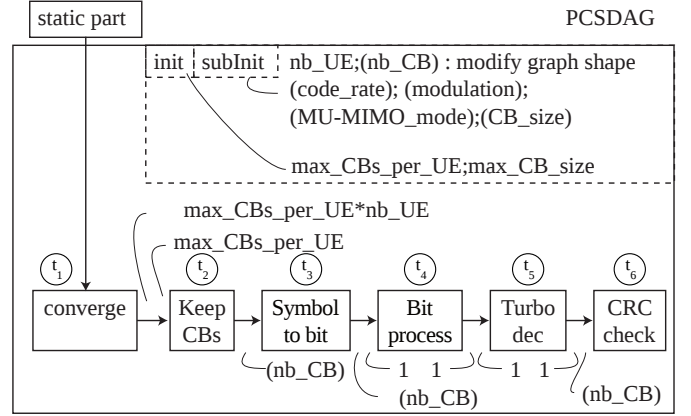 static part
PCSDAG
init subInit nb_UE;(nb_CB) : modify graph shape
(code_rate); (modulation);
(MU-MIMO_mode);(CB_size)
max_CBs_per_UE;max_CB_size
max_CBs_per_UE*nb_UE
max_CBs_per_UE
t1 t2 t3 t4 t5 t6
converge
Keep
CBs
Symbol
to bit
Bit
process
Turbo
dec
CRC
check
(nb_CB) 1 1 1 1
(nb_CB) (nb_CB)